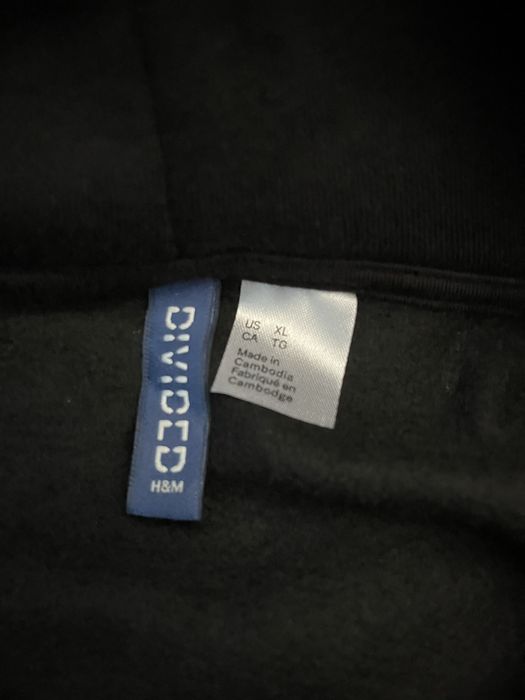 DIVIDED
H&M
US XL
CA TG
Made in
Cambodia
Fabriqué en
Cambodge